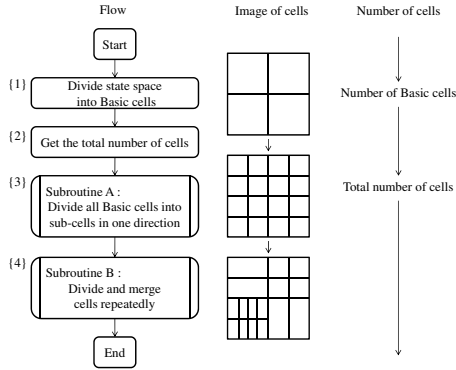 Flow
Image of cells
Number of cells
Start
{1}
Divide state space
into Basic cells
Number of Basic cells
{2}
Get the total number of cells
{3}
Subroutine A :
Divide all Basic cells into
sub-cells in one direction
Total number of cells
{4}
Subroutine B :
Divide and merge
cells repeatedly
End